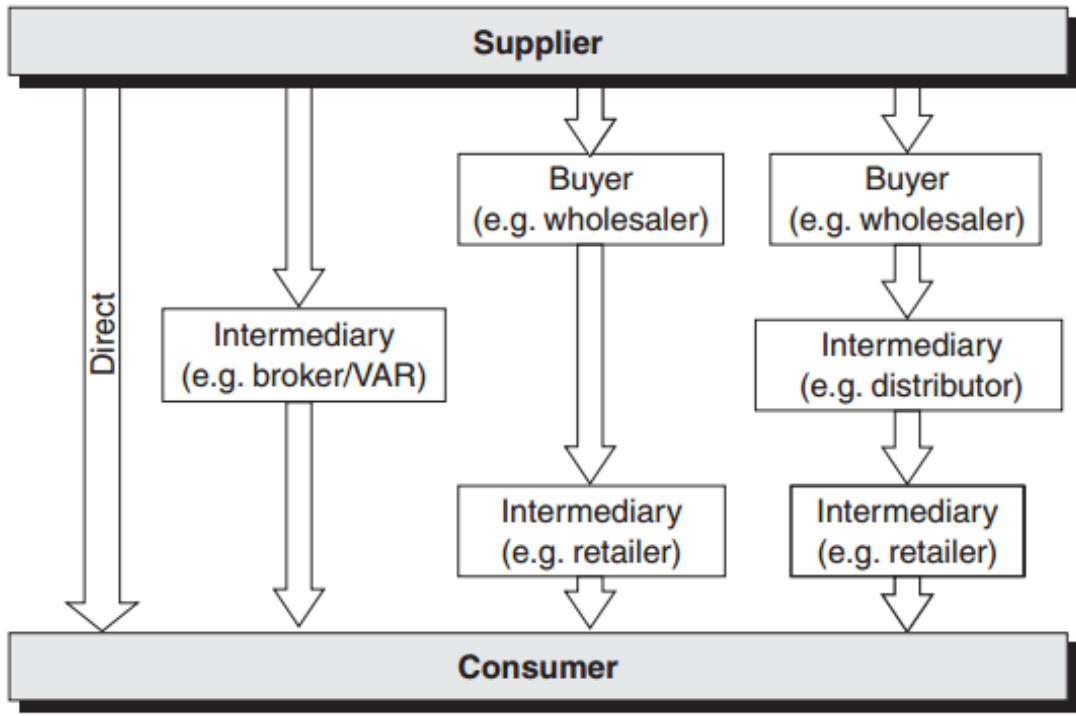 Supplier
Direct
Intermediary
(e.g. broker/VAR)
Buyer
(e.g. wholesaler)
Intermediary
(e.g. retailer)
Buyer
(e.g. wholesaler)
Intermediary
(e.g. distributor)
Intermediary
(e.g. retailer)
Consumer